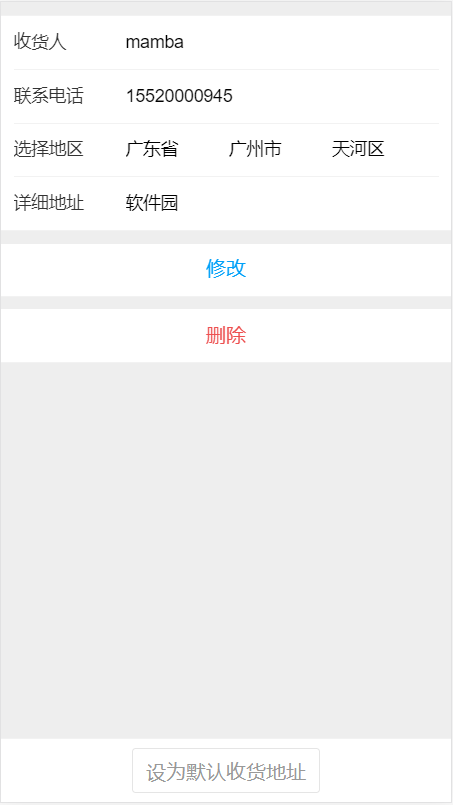 收货人 mamba
联系电话 15520000945
选择地区 广东省 广州市 天河区
详细地址 软件园
修改
删除
设为默认收货地址